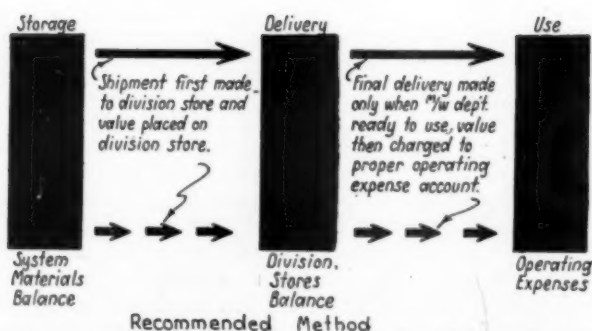 Storage
Delivery
Use
Shipment first made
to division store and
value placed on
division store.
Final delivery made
only when M/w dep't.
ready to use, value
then charged to
proper operating
expense account.
System
Materials
Balance
Division.
Stores
Balance
Operating
Expenses
Recommended Method